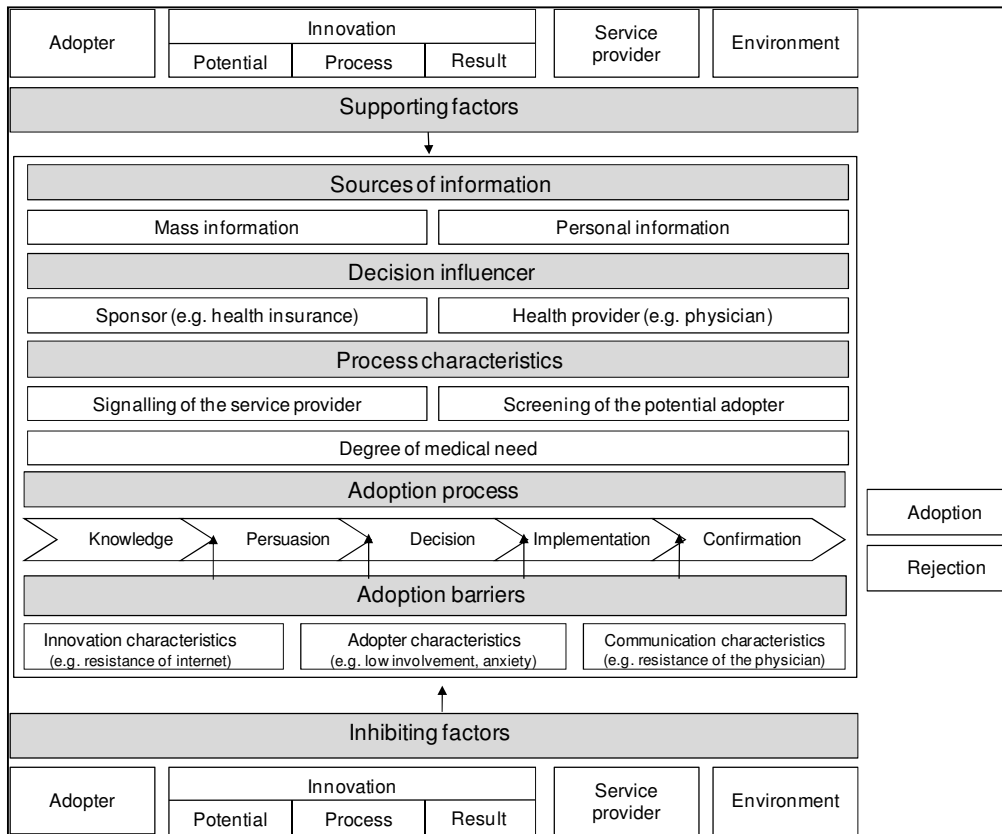 Adopter
Innovation
Potential
Process
Result
Service
provider
Environment
Supporting factors
Sources of information
Mass information
Personal information
Decision influencer
Sponsor (e.g. health insurance)
Health provider (e.g. physician)
Process characteristics
Signalling of the service provider
Screening of the potential adopter
Degree of medical need
Adoption process
Knowledge
Persuasion
Decision
Implementation
Confirmation
Adoption
Rejection
Adoption barriers
Innovation characteristics
(e.g. resistance of internet)
Adopter characteristics
(e.g. low involvement, anxiety)
Communication characteristics
(e.g. resistance of the physician)
Inhibiting factors
Adopter
Innovation
Potential
Process
Result
Service
provider
Environment